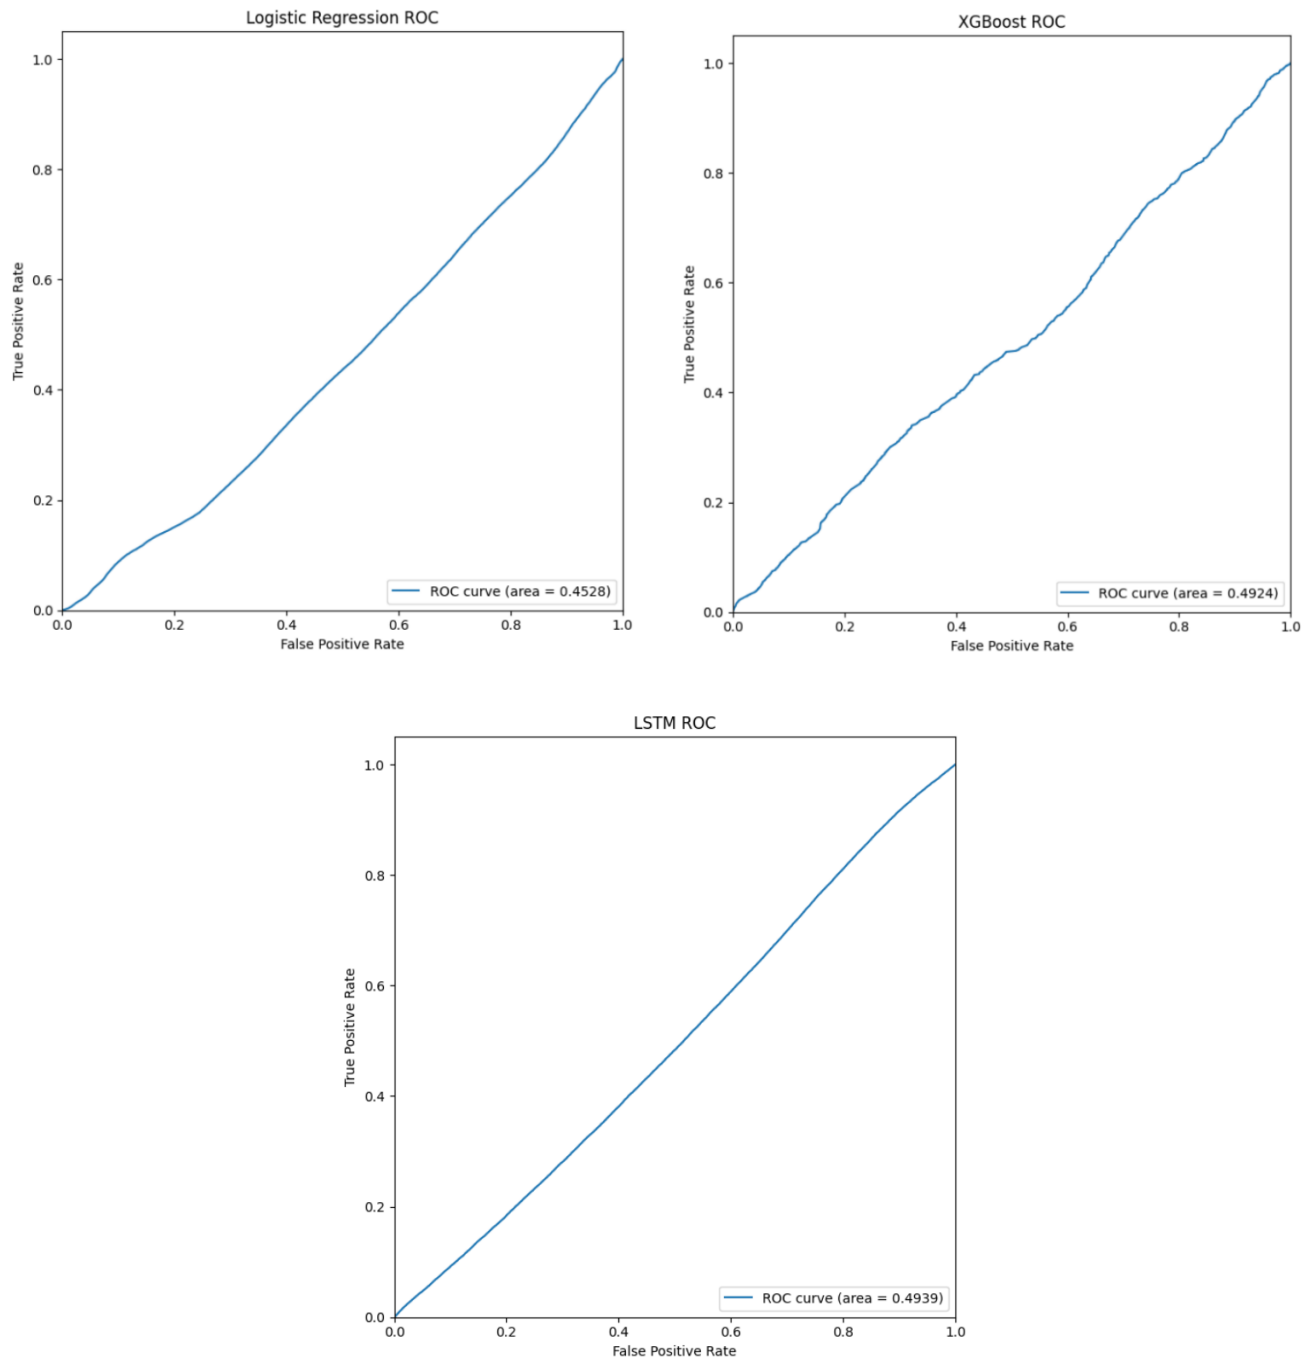 Logistic Regression ROC
1.0
0.8
0.6
0.4
0.2
0.0
True Positive Rate
ROC curve (area = 0.4528)
0.0 0.2 0.4 0.6 0.8 1.0
False Positive Rate
XGBoost ROC
1.0
0.8
0.6
0.4
0.2
0.0
True Positive Rate
ROC curve (area = 0.4924)
0.0 0.2 0.4 0.6 0.8 1.0
False Positive Rate
LSTM ROC
1.0
0.8
0.6
0.4
0.2
0.0
True Positive Rate
ROC curve (area = 0.4939)
0.0 0.2 0.4 0.6 0.8 1.0
False Positive Rate